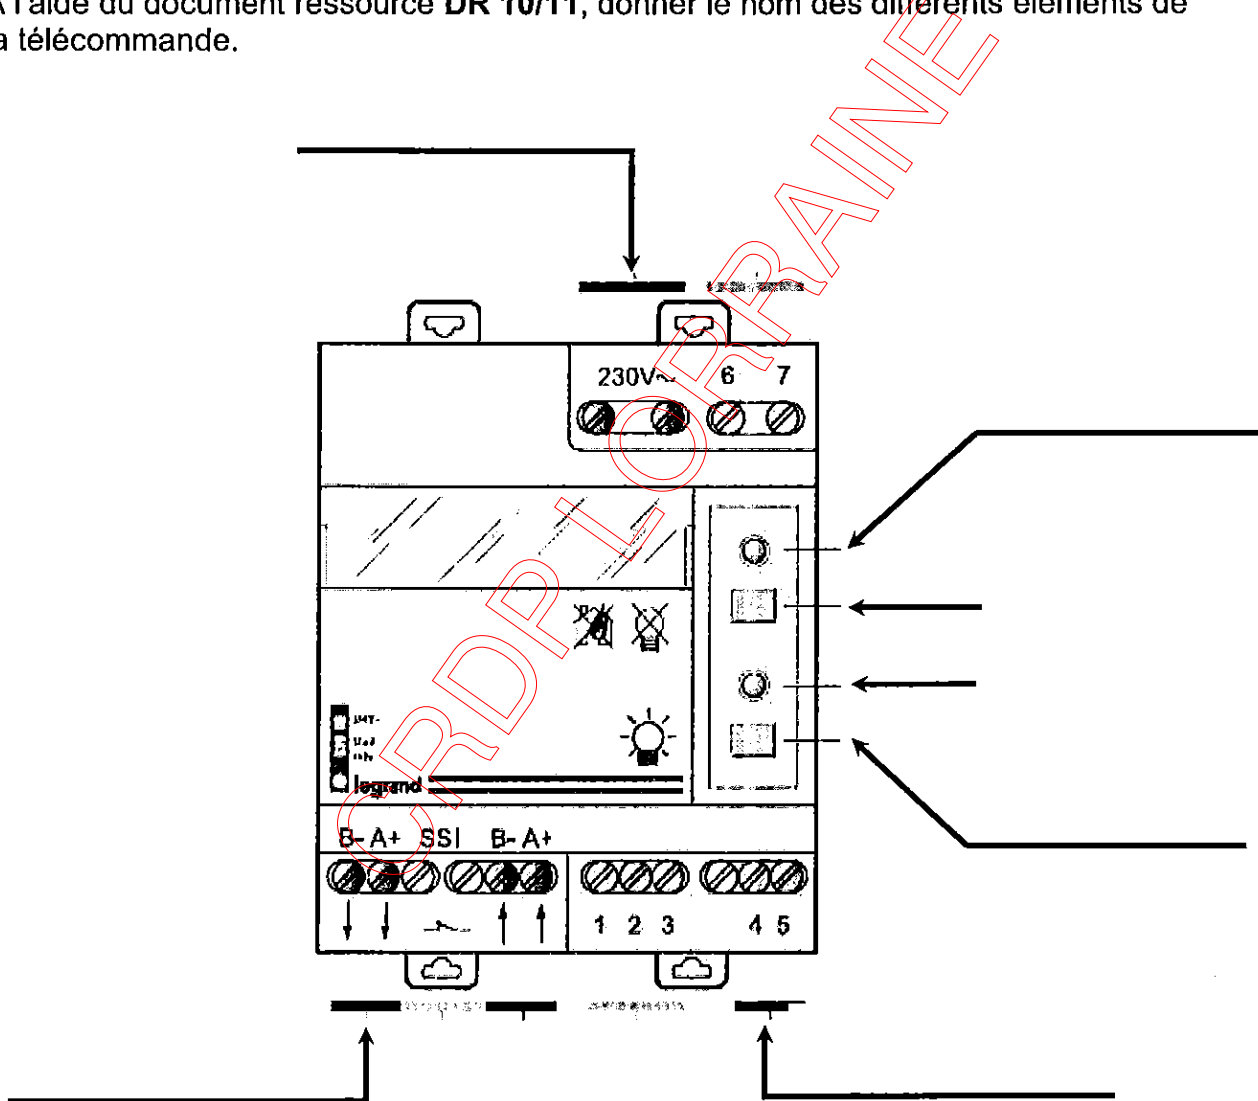 A l'aide du document ressource DR 10/11, donner le nom des différents éléments de
a télécommande.
CRDP LORRAINE
230V~ 6 7
legrand
B- A+ SSI B- A+
1 2 3 4 5